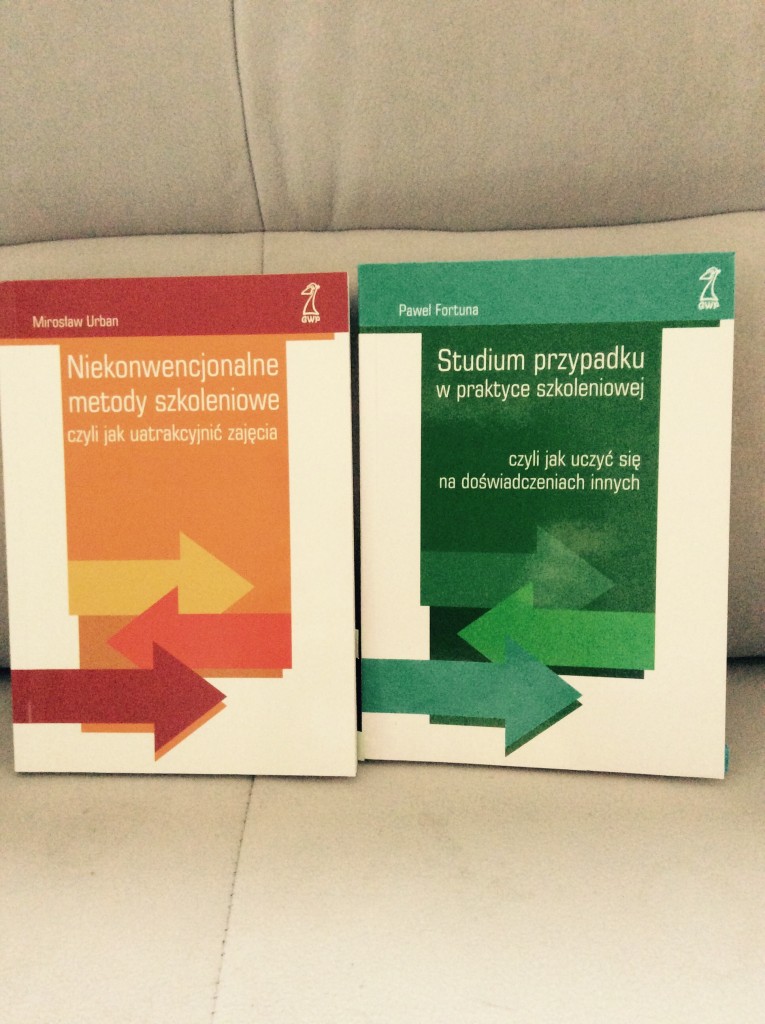 Mirosław Urban
GWP
Niekonwencjonalne
metody szkoleniowe
czyli jak uatrakcyjnić zajęcia
Paweł Fortuna
GWP
Studium przypadku
w praktyce szkoleniowej
czyli jak uczyć się
na doświadczeniach innych